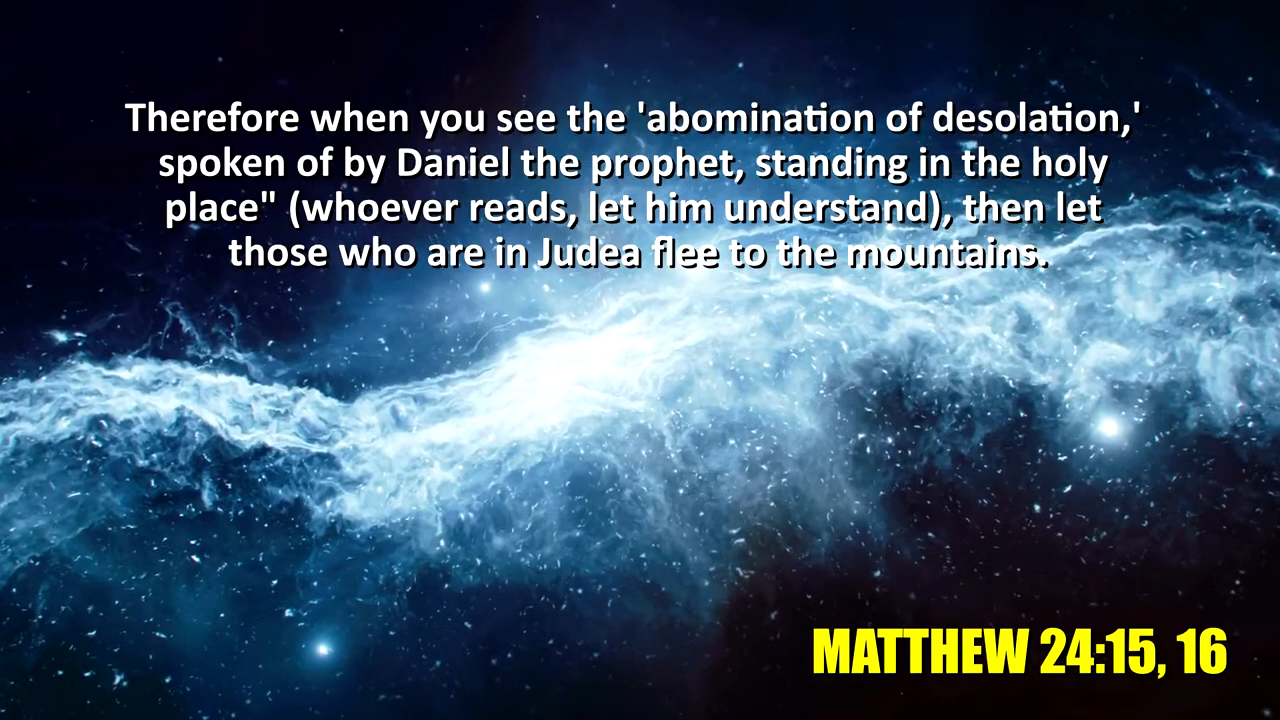 Therefore when you see the 'abomination of desolation,'
spoken of by Daniel the prophet, standing in the holy
place" (whoever reads, let him understand), then let
those who are in Judea flee to the mountains.
MATTHEW 24:15, 16